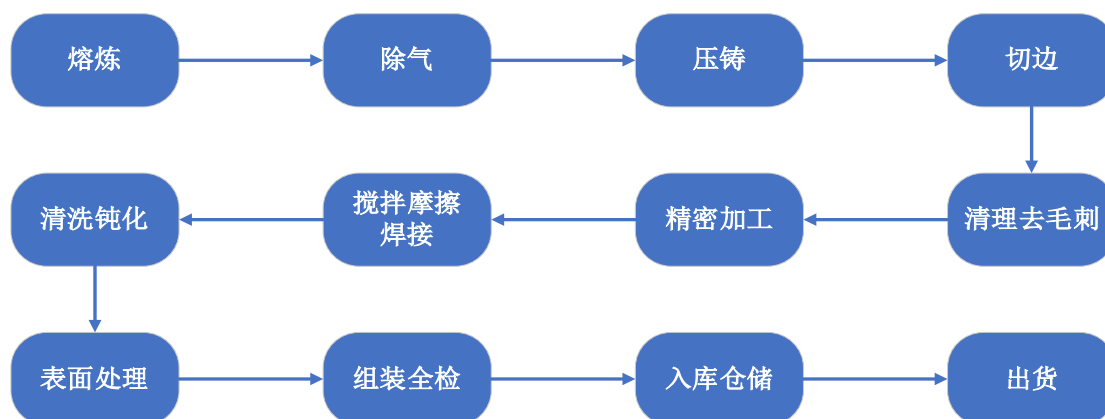 熔炼
除气
压铸
切边
清理去毛刺
精密加工
搅拌摩擦
焊接
清洗钝化
表面处理
组装全检
入库仓储
出货